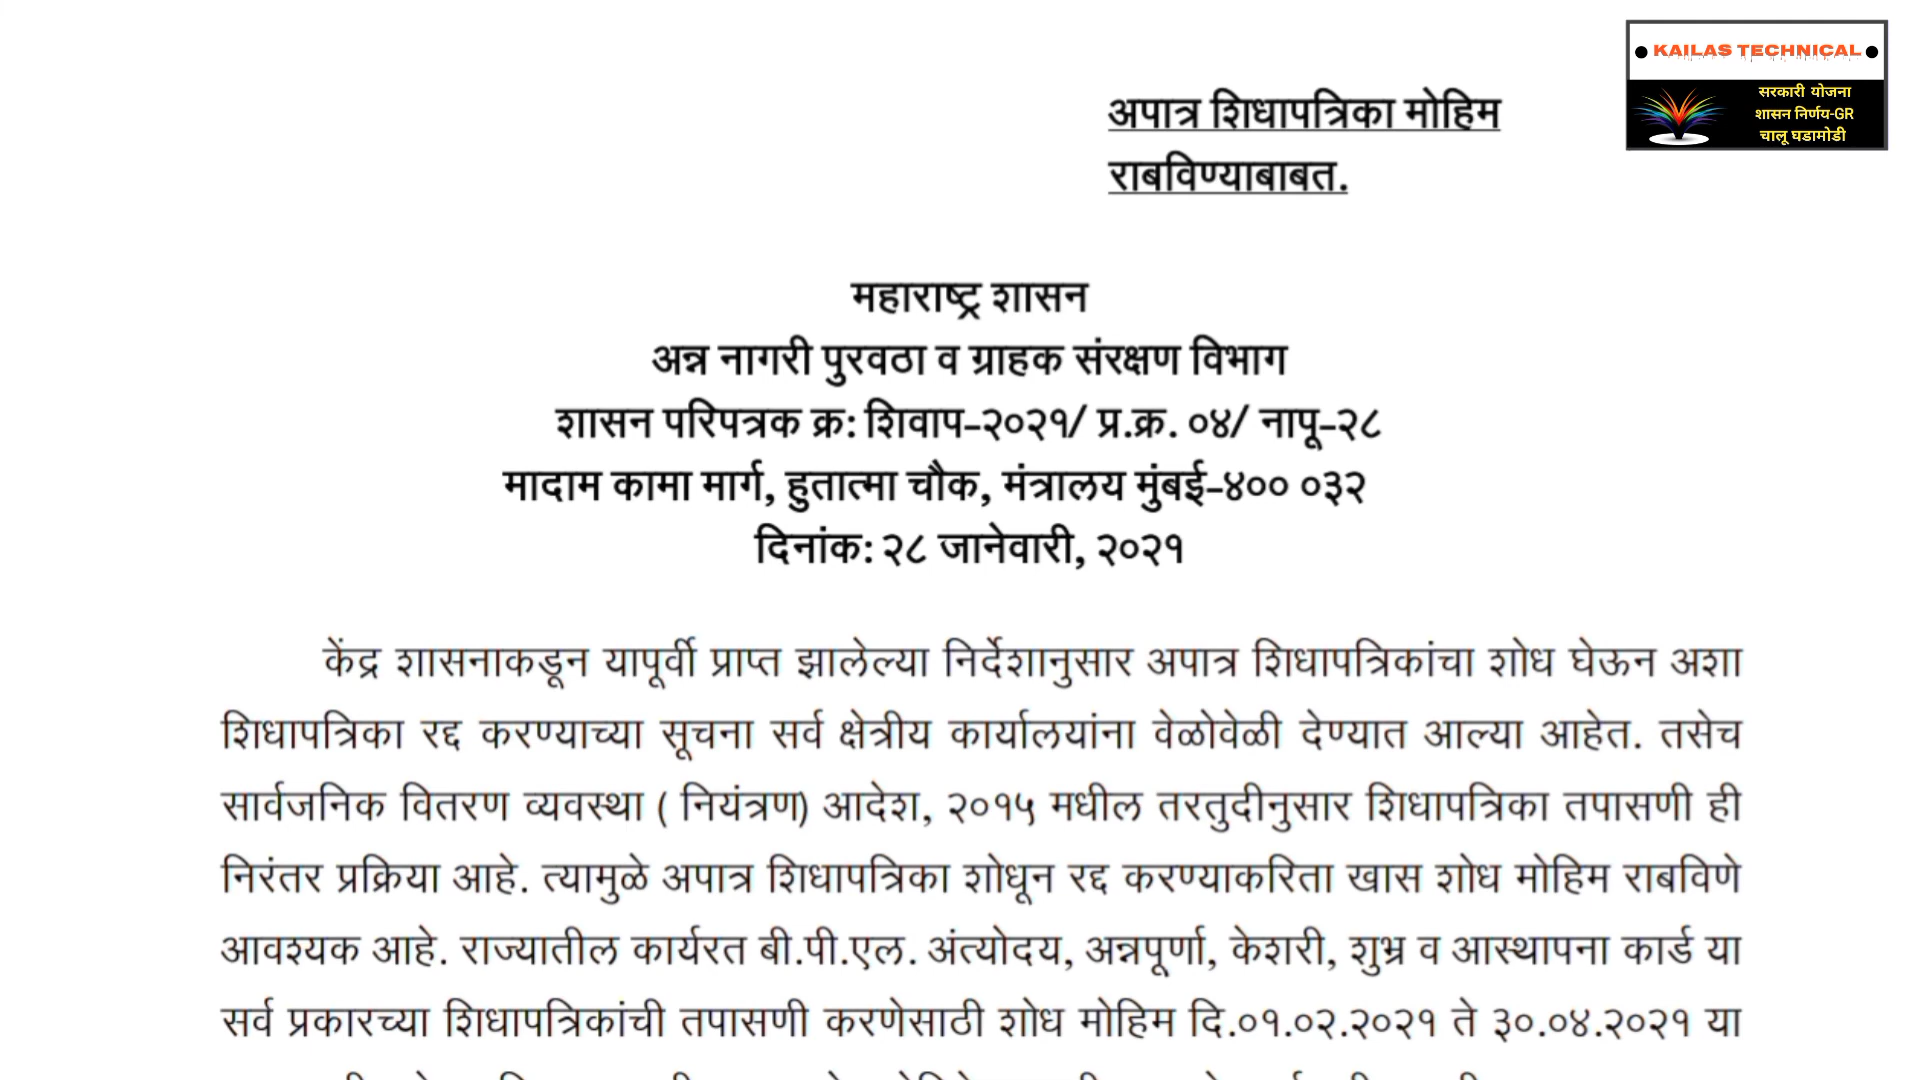 KAILAS TECHNICAL
सरकारी योजना
शासन निर्णय-GR
चालू घडामोडी
अपात्र शिधापत्रिका मोहिम
राबविण्याबाबत.
महाराष्ट्र शासन
अन्न नागरी पुरवठा व ग्राहक संरक्षण विभाग
शासन परिपत्रक क्र: शिवाप-२०२१/ प्र.क्र. ०४/ नापू-२८
मादाम कामा मार्ग, हुतात्मा चौक, मंत्रालय मुंबई-४०० ०३२
दिनांक: २८ जानेवारी, २०२१
केंद्र शासनाकडून यापूर्वी प्राप्त झालेल्या निर्देशानुसार अपात्र शिधापत्रिकांचा शोध घेऊन अशा
शिधापत्रिका रद्द करण्याच्या सूचना सर्व क्षेत्रीय कार्यालयांना वेळोवेळी देण्यात आल्या आहेत. तसेच
सार्वजनिक वितरण व्यवस्था ( नियंत्रण) आदेश, २०१५ मधील तरतुदीनुसार शिधापत्रिका तपासणी ही
निरंतर प्रक्रिया आहे. त्यामुळे अपात्र शिधापत्रिका शोधून रद्द करण्याकरिता खास शोध मोहिम राबविणे
आवश्यक आहे. राज्यातील कार्यरत बी.पी.एल. अंत्योदय, अन्नपूर्णा, केशरी, शुभ्र व आस्थापना कार्ड या
सर्व प्रकारच्या शिधापत्रिकांची तपासणी करणेसाठी शोध मोहिम दि.०१.०२.२०२१ ते ३०.०४.२०२१ या